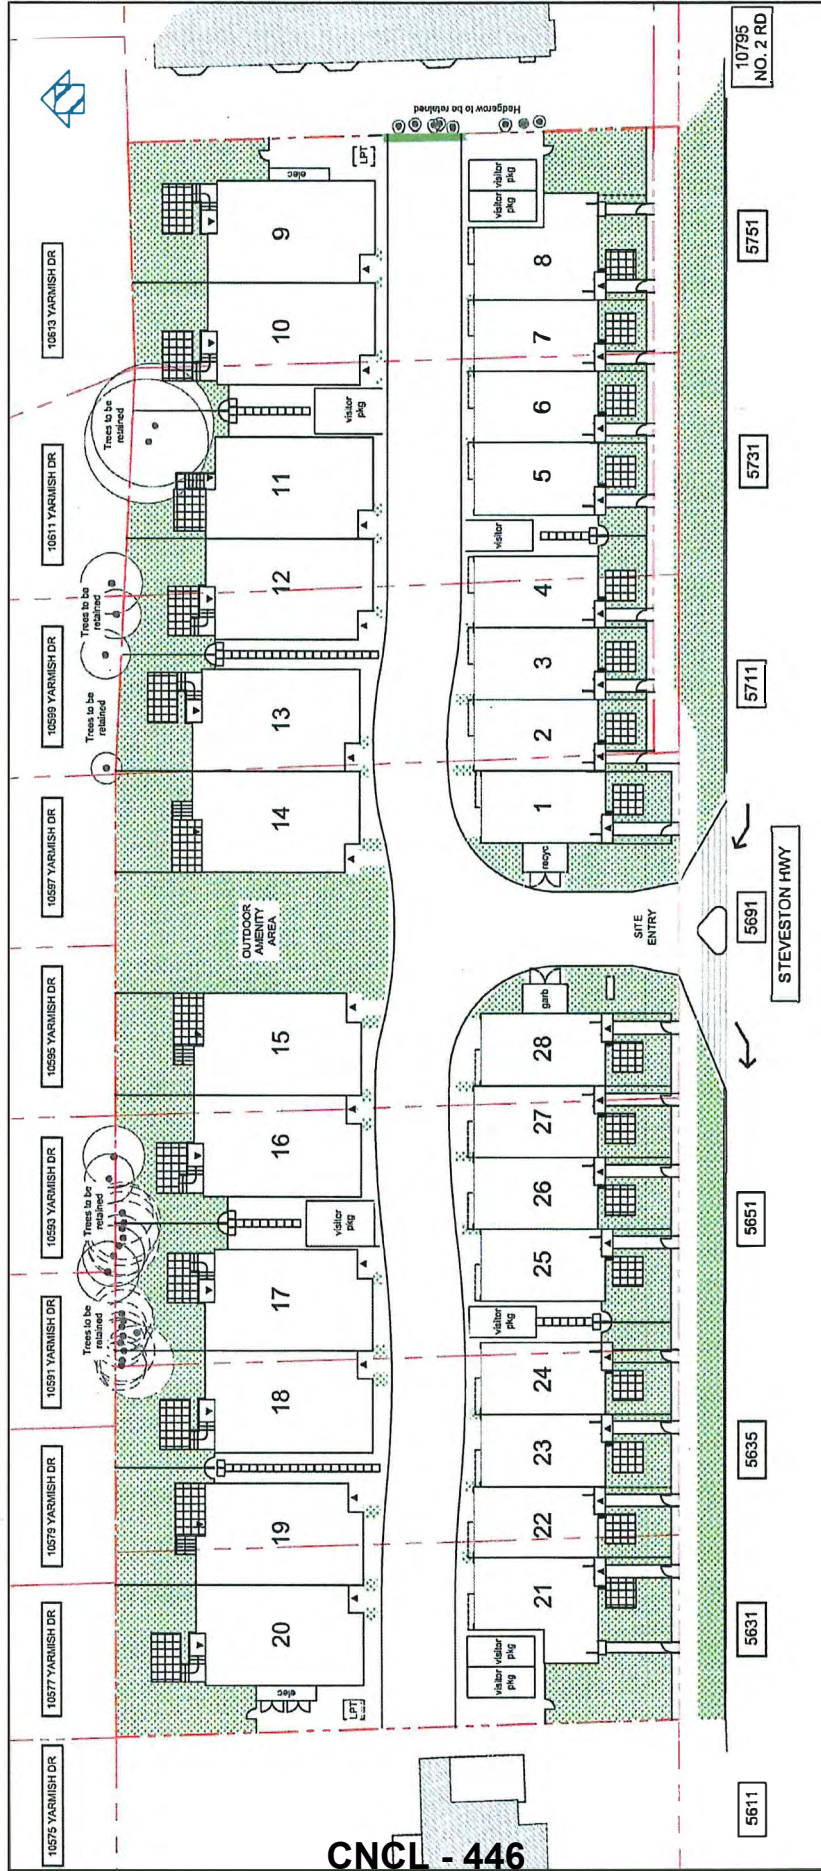 10575 YARMISH DR
10577 YARMISH DR
10579 YARMISH DR
10591 YARMISH DR
10593 YARMISH DR
10595 YARMISH DR
10597 YARMISH DR
10599 YARMISH DR
10611 YARMISH DR
10613 YARMISH DR
Trees to be
retained
Trees to be
retained
Trees to be
retained
Trees to be
retained
Trees to be
retained
20
19
18
17
16
15
OUTDOOR
AMENITY
AREA
14
13
12
11
10
9
elec
LPT
visitor
pkg
visitor
pkg
elec
LPT
Hedgerow to be retained
visitor
pkg
visitor
pkg
21
22
23
24
visitor
pkg
25
26
27
28
garb
SITE
ENTRY
recyc
1
2
3
4
visitor
5
6
7
8
visitor
pkg
visitor
pkg
5611
5631
5635
5651
5691
5711
5731
5751
STEVESTON HWY
10795
NO. 2 RD
CNCL - 446